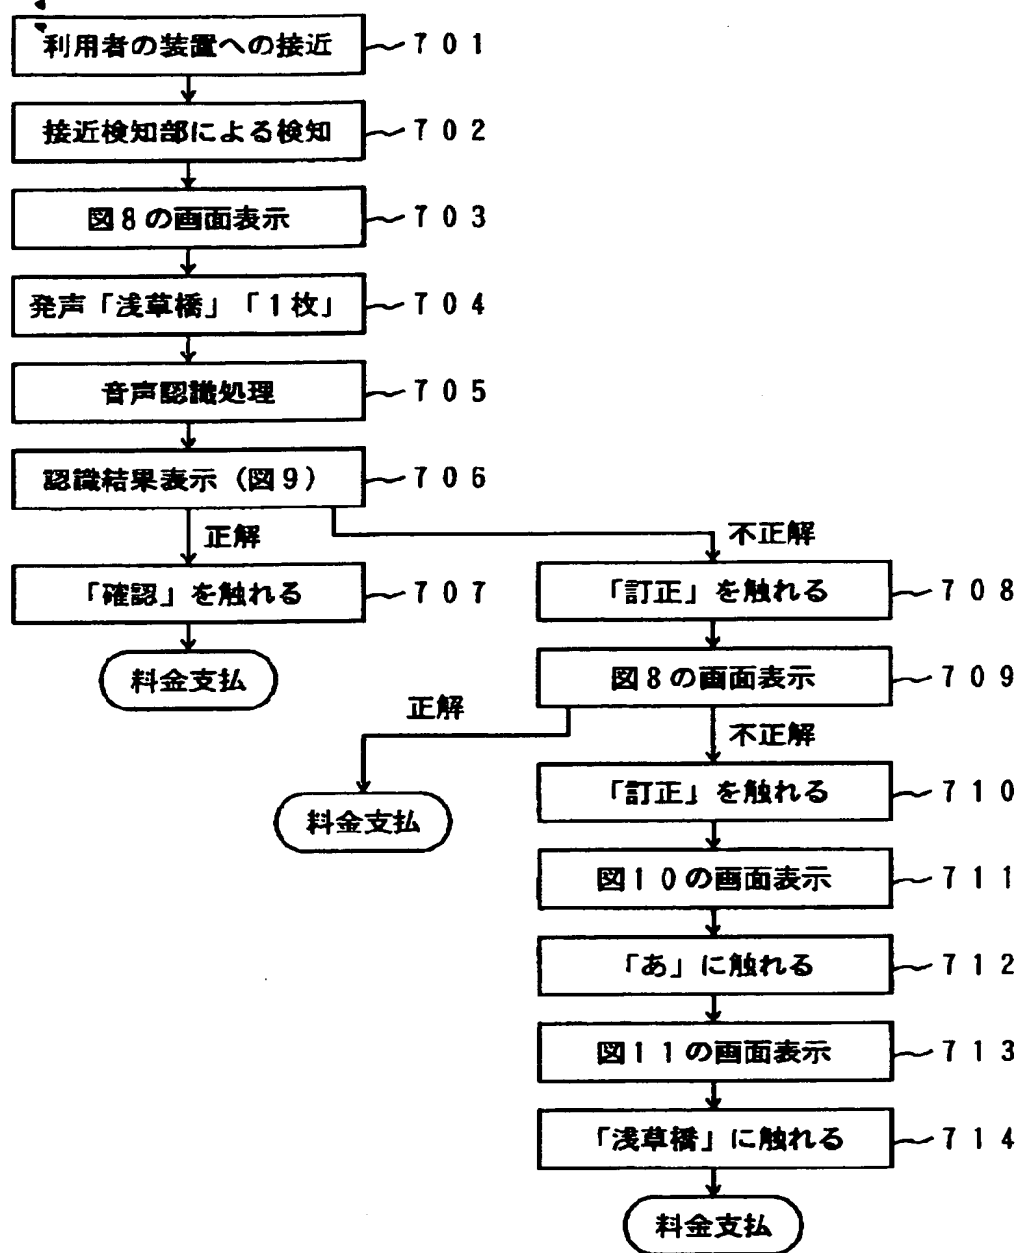 利用者の装置への接近 701
接近検知部による検知 702
図8の画面表示 703
発声「浅草橋」「1枚」 704
音声認識処理 705
認識結果表示(図9) 706
正解
不正解
「確認」を触れる 707
「訂正」を触れる 708
料金支払
図8の画面表示 709
正解
不正解
料金支払
「訂正」を触れる 710
図10の画面表示 711
「あ」に触れる 712
図11の画面表示 713
「浅草橋」に触れる 714
料金支払